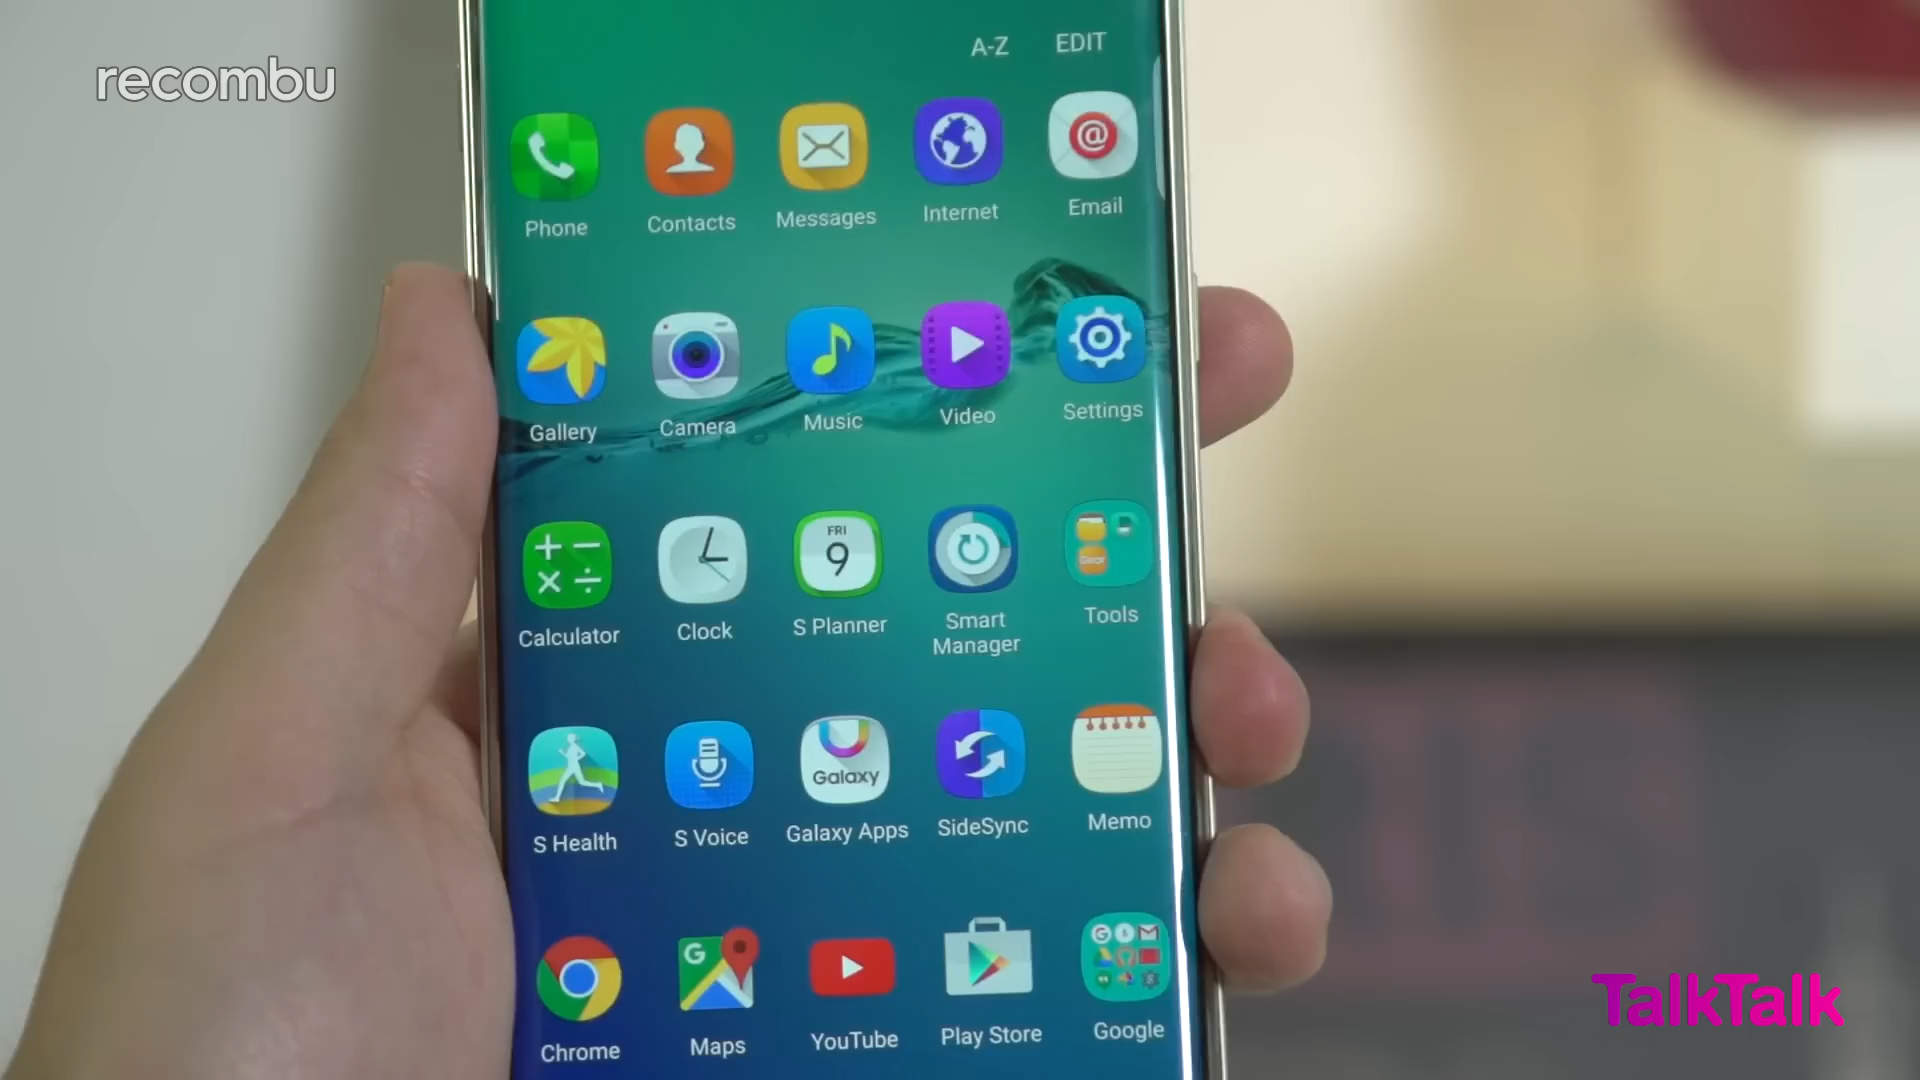 recombu
A-Z EDIT
Phone Contacts Messages Internet Email
Gallery Camera Music Video Settings
FRI
9
Gear
Calculator Clock S Planner Smart Manager Tools
Galaxy
S Health S Voice Galaxy Apps SideSync Memo
G
Chrome Maps YouTube Play Store Google
TalkTalk